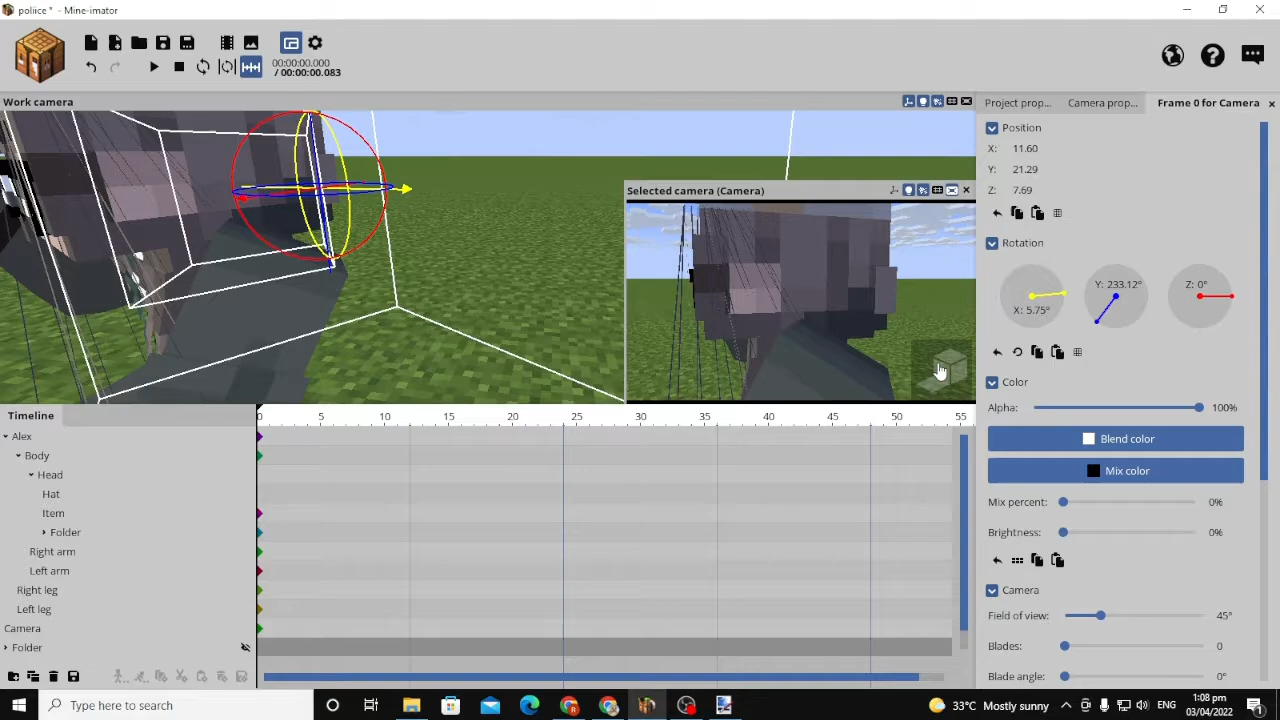 poliice * - Mine-imator
00:00:00.000
/ 00:00:00.083
Work camera
Selected camera (Camera)
Project prop...
Camera prop...
Frame 0 for Camera
Position
X: 11.60
Y: 21.29
Z: 7.69
Rotation
X: 5.75°
Y: 233.12°
Z: 0°
Color
Alpha: 100%
Blend color
Mix color
Mix percent: 0%
Brightness: 0%
Camera
Field of view: 45°
Blades: 0
Blade angle: 0°
Timeline
0 5 10 15 20 25 30 35 40 45 50 55
Alex
Body
Head
Hat
Item
Folder
Right arm
Left arm
Right leg
Left leg
Camera
Folder
Type here to search
33°C Mostly sunny
1:08 pm
03/04/2022
1